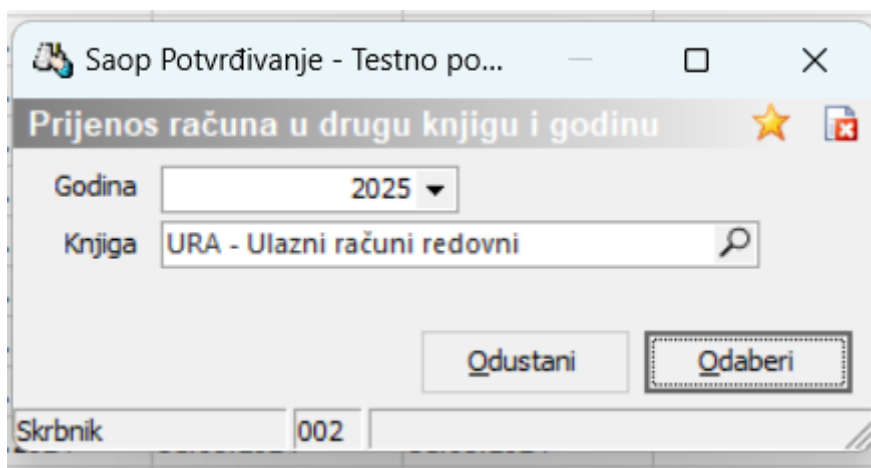 Saop Potvrđivanje - Testno po...
Prijenos računa u drugu knjigu i godinu
Godina 2025
Knjiga URA - Ulazni računi redovni
Odustani Odaberi
Skrbnik 002